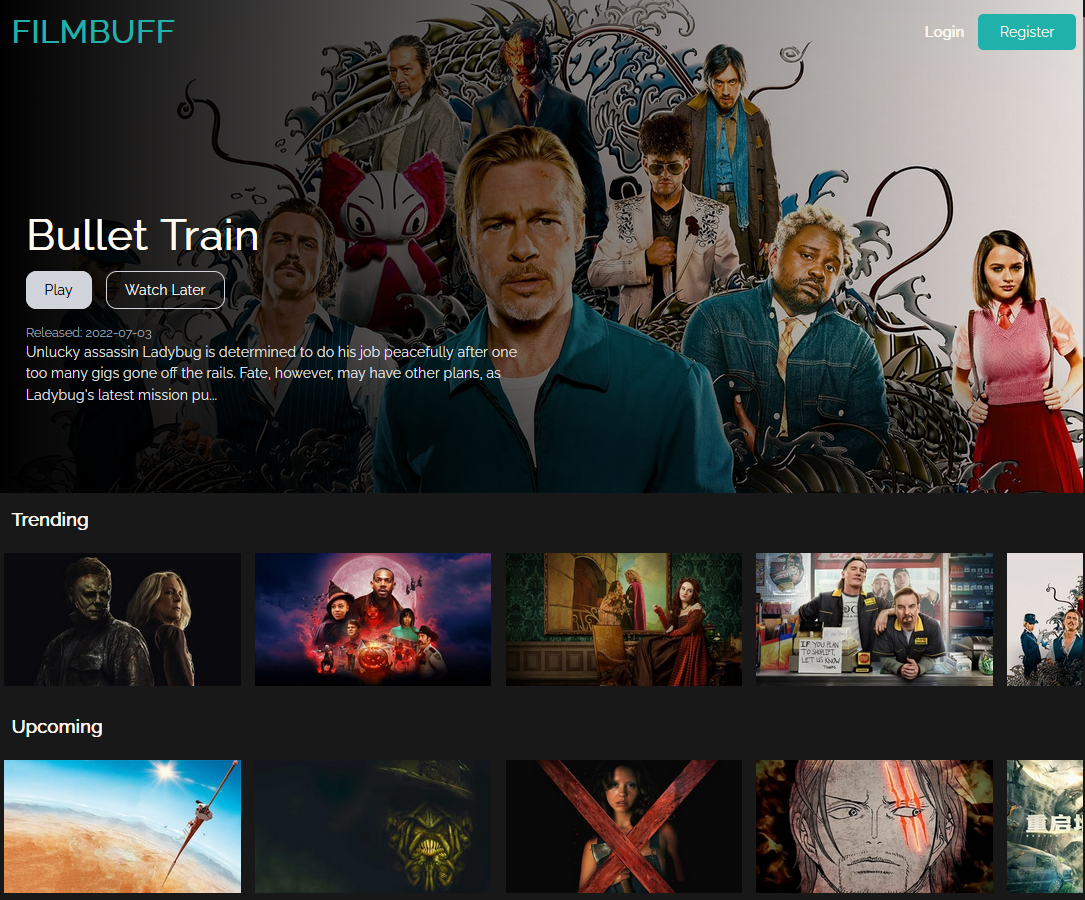 FILMBUFF
Login
Register
Bullet Train
Play
Watch Later
Released: 2022-07-03
Unlucky assassin Ladybug is determined to do his job peacefully after one
too many gigs gone off the rails. Fate, however, may have other plans, as
Ladybug's latest mission pu...
Trending
IF YOU PLAN
TO SHOPLIFT,
LET US KNOW
Upcoming
重启